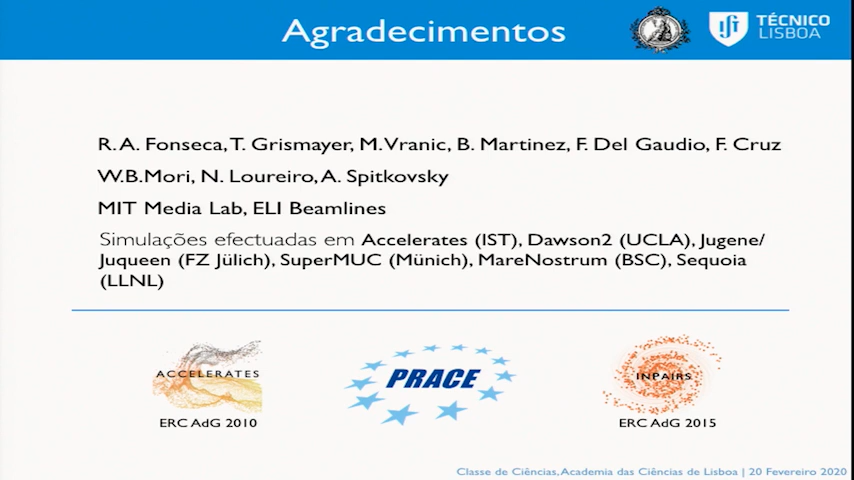 Agradecimentos
TÉCNICO
LISBOA
R. A. Fonseca, T. Grismayer, M. Vranic, B. Martinez, F. Del Gaudio, F. Cruz
W.B.Mori, N. Loureiro, A. Spitkovsky
MIT Media Lab, ELI Beamlines
Simulações efectuadas em Accelerates (IST), Dawson2 (UCLA), Jugene/
Juqueen (FZ Jülich), SuperMUC (Münich), MareNostrum (BSC), Sequoia
(LLNL)
ACCELERATES
PRACE
INPAIRS
ERC AdG 2010
ERC AdG 2015
Classe de Ciências, Academia das Ciências de Lisboa | 20 Fevereiro 2020